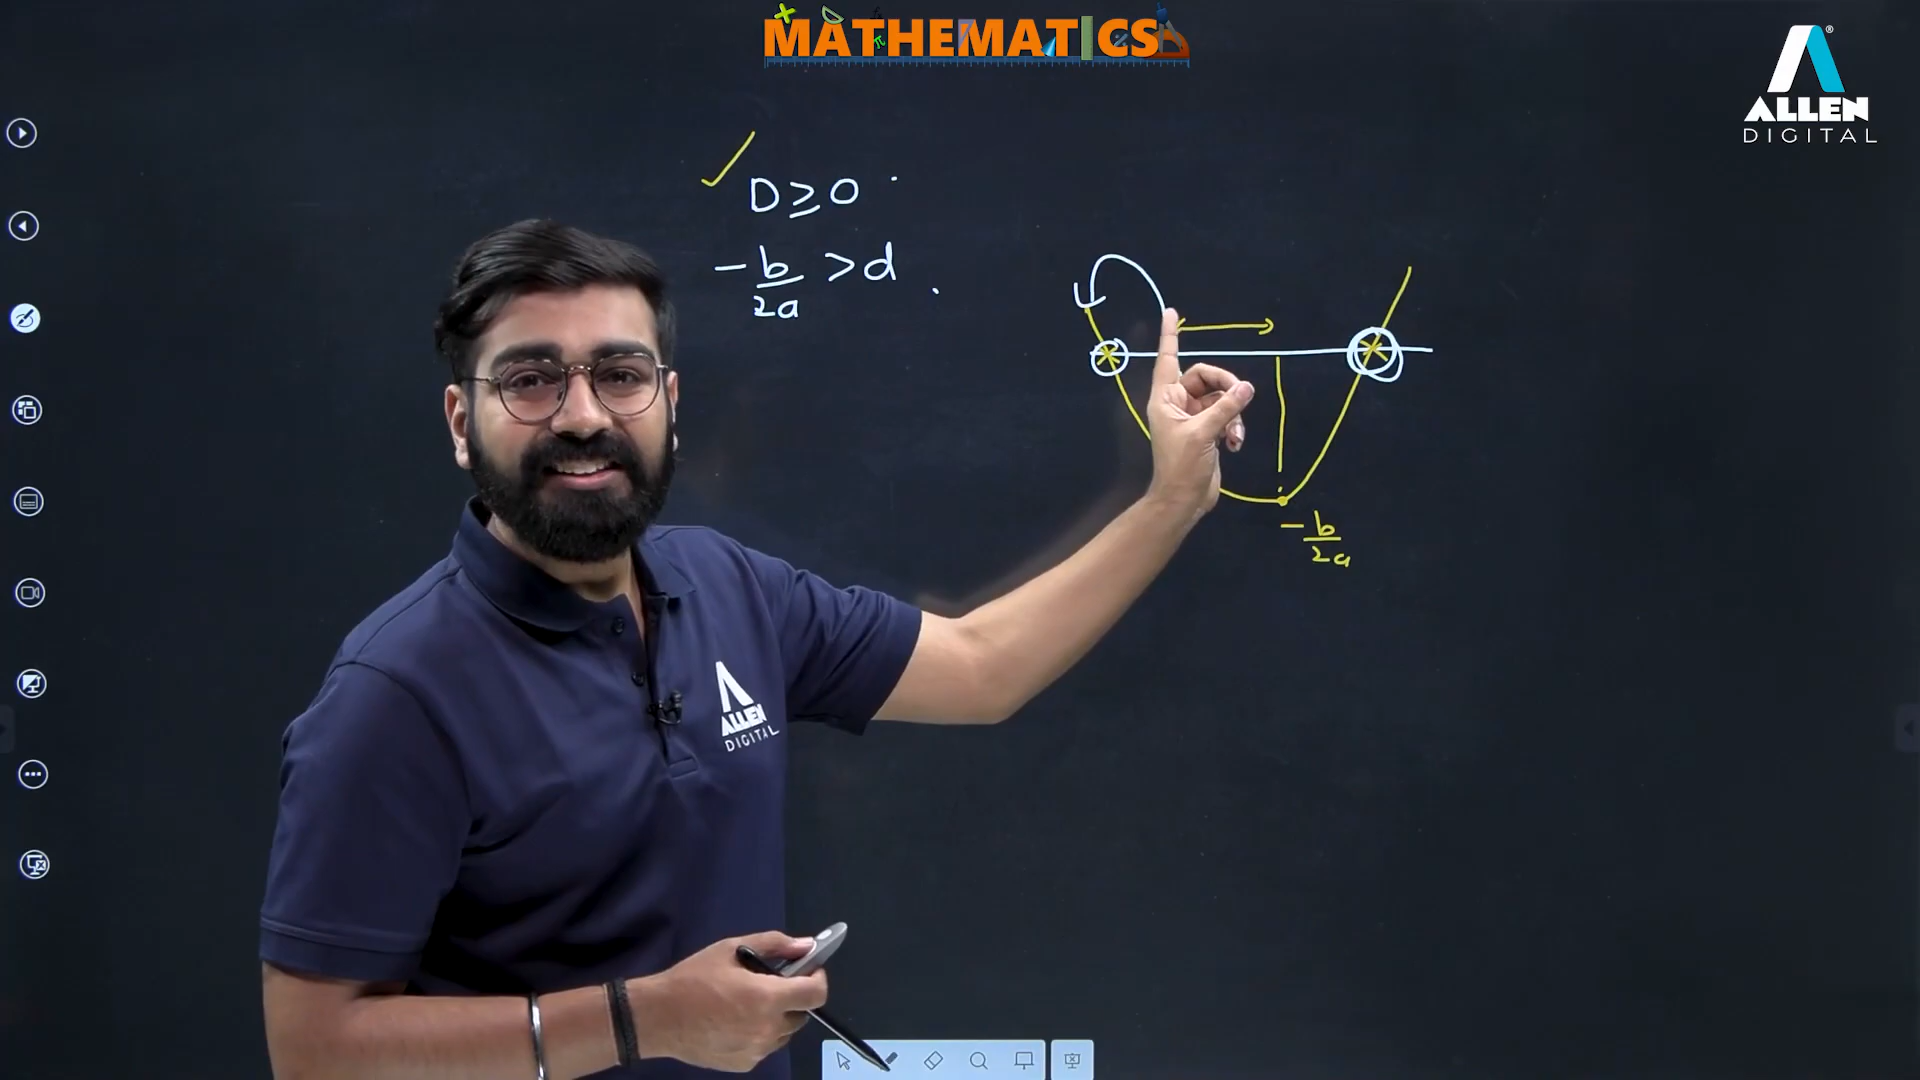 MATHEMATICS
ALLEN
DIGITAL
D ≥ 0
-b/2a > d
-b/2a
ALLEN
DIGITAL